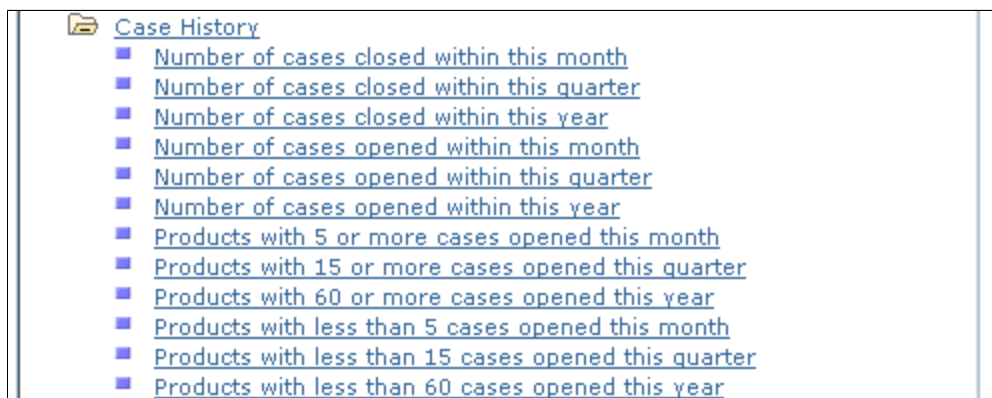 Case History
Number of cases closed within this month
Number of cases closed within this quarter
Number of cases closed within this year
Number of cases opened within this month
Number of cases opened within this quarter
Number of cases opened within this year
Products with 5 or more cases opened this month
Products with 15 or more cases opened this quarter
Products with 60 or more cases opened this year
Products with less than 5 cases opened this month
Products with less than 15 cases opened this quarter
Products with less than 60 cases opened this year